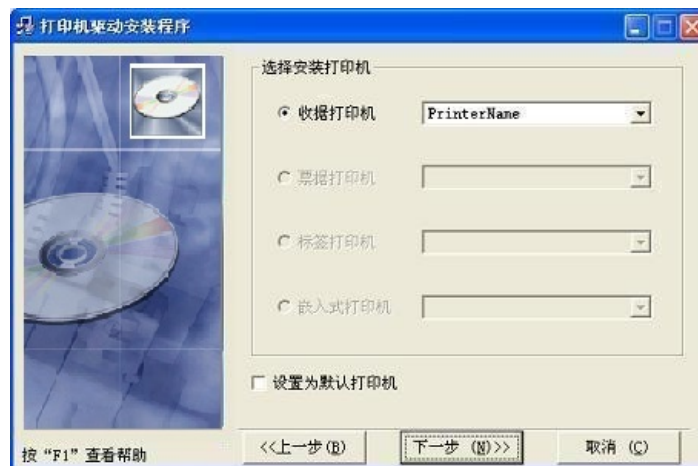 打印机驱动安装程序
选择安装打印机
收据打印机 PrinterName
票据打印机
标签打印机
嵌入式打印机
设置为默认打印机
按 “F1” 查看帮助
<<上一步(B) 下一步 (N)>> 取消 (C)